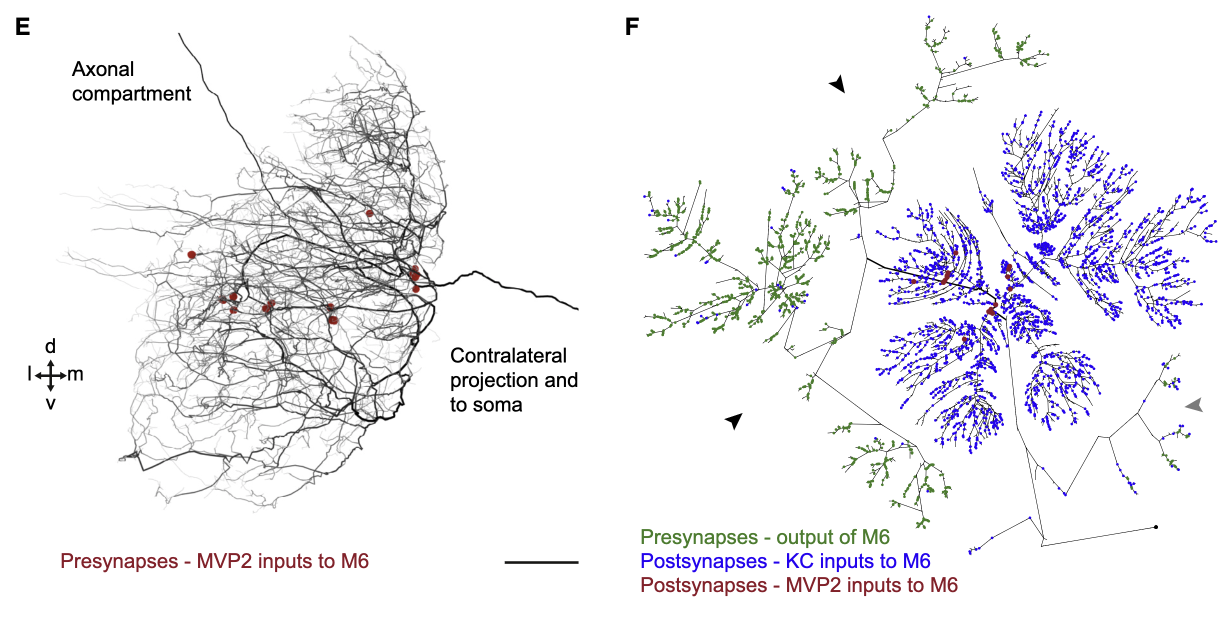 E
Axonal
compartment
d
l
m
v
Contralateral
projection and
to soma
Presynapses - MVP2 inputs to M6
F
Presynapses - output of M6
Postsynapses - KC inputs to M6
Postsynapses - MVP2 inputs to M6